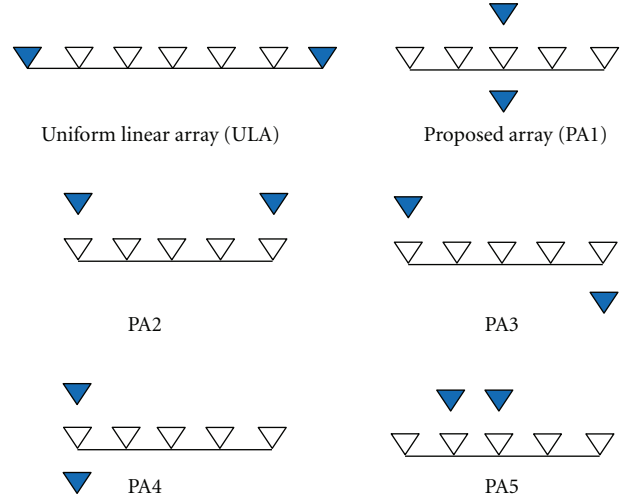 Uniform linear array (ULA)
Proposed array (PA1)
PA2
PA3
PA4
PA5